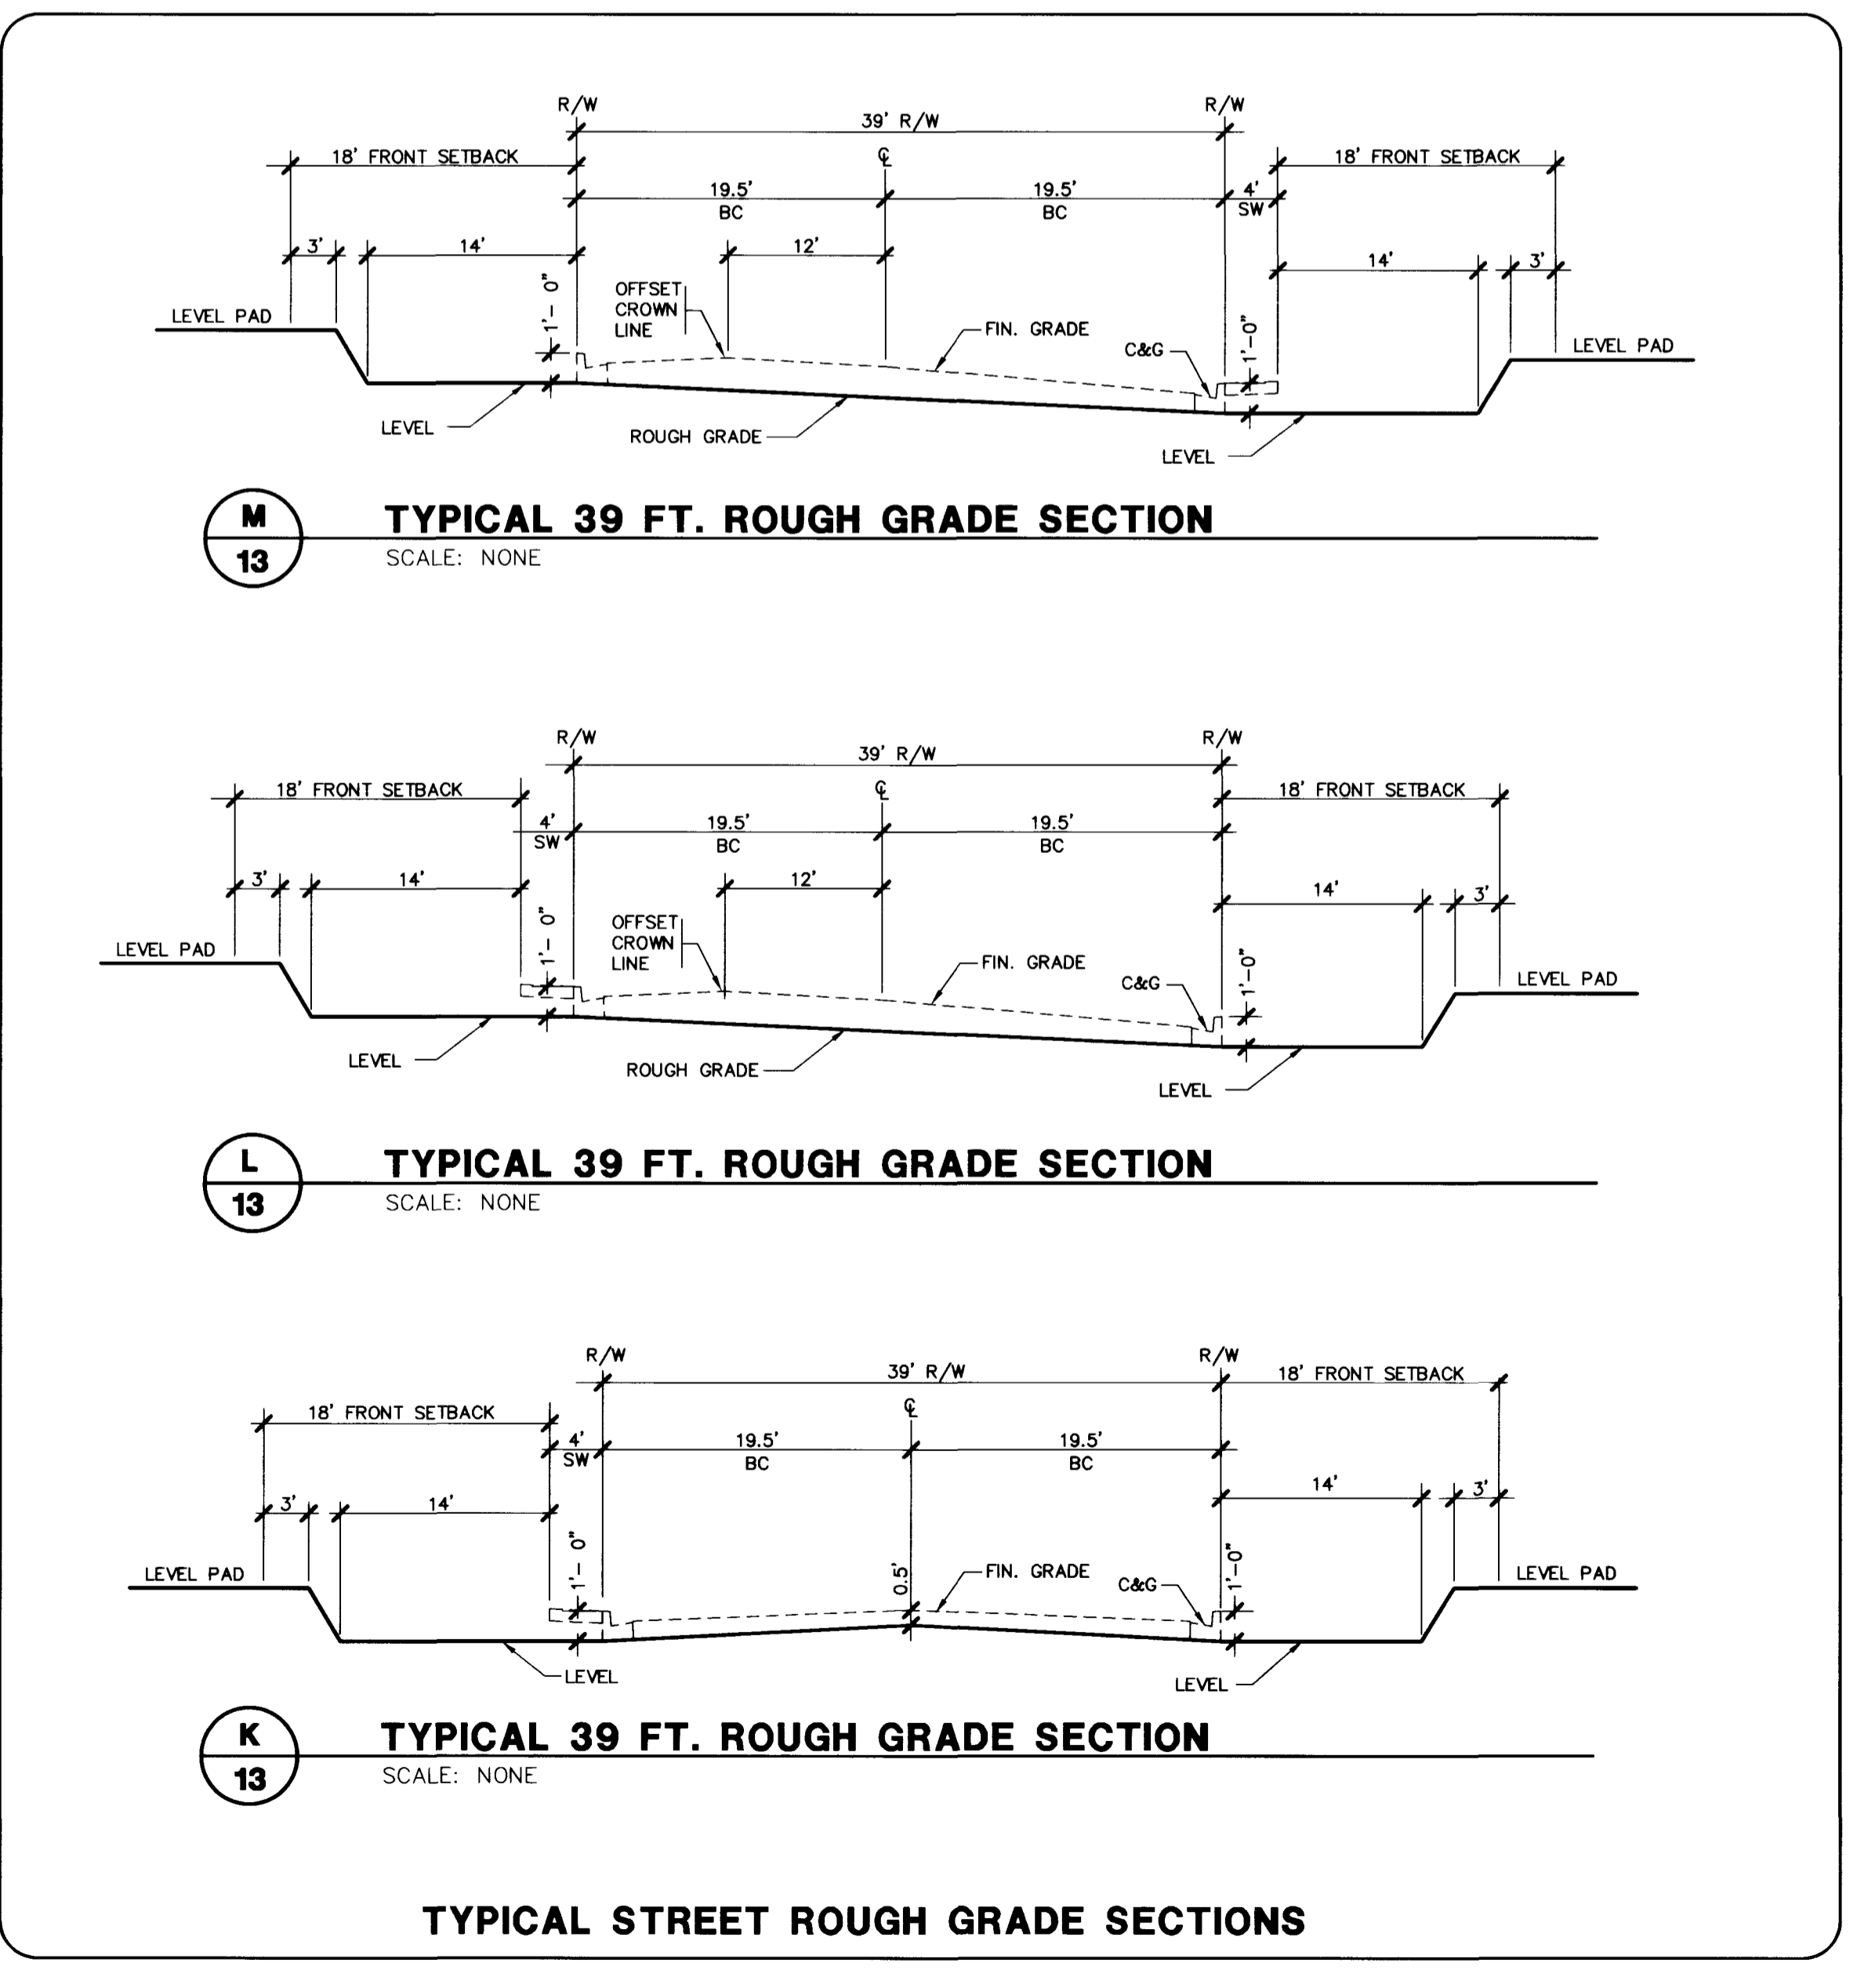 R/W R/W
39' R/W
18' FRONT SETBACK ℄ 18' FRONT SETBACK
19.5' 19.5' 4'
BC BC SW
3' 14' 12' 14' 3'
1'- 0"
OFFSET
CROWN
LINE
LEVEL PAD
FIN. GRADE
C&G
1'-0"
LEVEL PAD
LEVEL
ROUGH GRADE
LEVEL
M
13
TYPICAL 39 FT. ROUGH GRADE SECTION
SCALE: NONE
R/W R/W
39' R/W
18' FRONT SETBACK ℄ 18' FRONT SETBACK
4' 19.5' 19.5'
SW BC BC
3' 14' 12' 14' 3'
1'- 0"
OFFSET
CROWN
LINE
LEVEL PAD
FIN. GRADE
C&G
1'-0"
LEVEL PAD
LEVEL
ROUGH GRADE
LEVEL
L
13
TYPICAL 39 FT. ROUGH GRADE SECTION
SCALE: NONE
R/W R/W
39' R/W 18' FRONT SETBACK
18' FRONT SETBACK ℄
4' 19.5' 19.5'
SW BC BC
3' 14' 14' 3'
1'- 0"
0.5'
LEVEL PAD
FIN. GRADE
C&G
1'-0"
LEVEL PAD
LEVEL
LEVEL
K
13
TYPICAL 39 FT. ROUGH GRADE SECTION
SCALE: NONE
TYPICAL STREET ROUGH GRADE SECTIONS